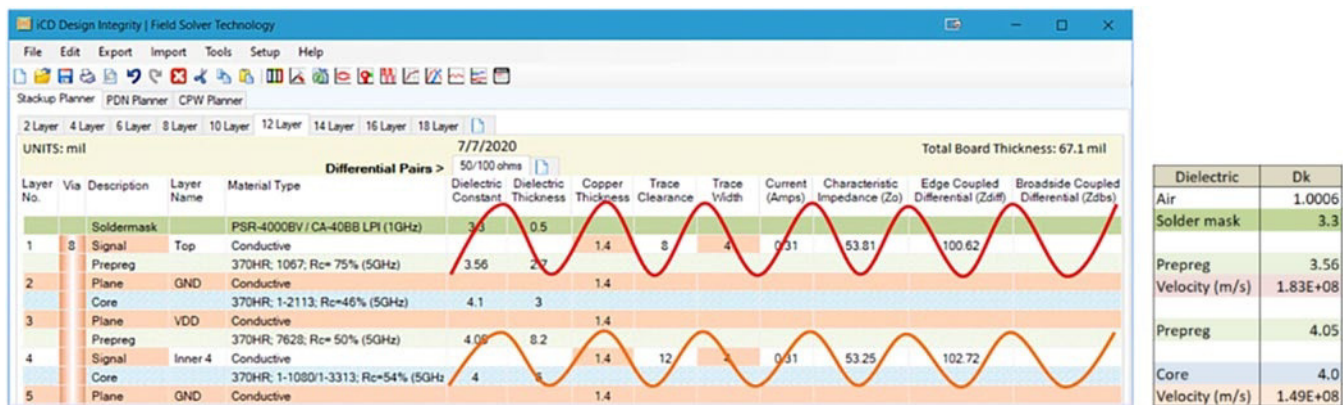 iCD Design Integrity | Field Solver Technology
File Edit Export Import Tools Setup Help
Stackup Planner PDN Planner CPW Planner
2 Layer 4 Layer 6 Layer 8 Layer 10 Layer 12 Layer 14 Layer 16 Layer 18 Layer
UNITS: mil 7/7/2020 Total Board Thickness: 67.1 mil
Differential Pairs > 50/100 ohms
Layer No. Via Description Layer Name Material Type Dielectric Constant Dielectric Thickness Copper Thickness Trace Clearance Trace Width Current (Amps) Characteristic Impedance (Zo) Edge Coupled Differential (Zdiff) Broadside Coupled Differential (Zdbs)
Soldermask PSR-4000BV / CA-40BB LPI (1GHz) 3.3 0.5
1 8 Signal Top Conductive 1.4 8 4 0.31 53.81 100.62
Prepreg 370HR; 1067; Rc= 75% (5GHz) 3.56 2.7
2 Plane GND Conductive 1.4
Core 370HR; 1-2113; Rc=46% (5GHz) 4.1 3
3 Plane VDD Conductive 1.4
Prepreg 370HR; 7628; Rc= 50% (5GHz) 4.05 8.2
4 Signal Inner 4 Conductive 1.4 12 4 0.31 53.25 102.72
Core 370HR; 1-1080/1-3313; Rc=54% (5GHz 4
5 Plane GND Conductive 1.4
Dielectric Dk
Air 1.0006
Solder mask 3.3
Prepreg 3.56
Velocity (m/s) 1.83E+08
Prepreg 4.05
Core 4.0
Velocity (m/s) 1.49E+08